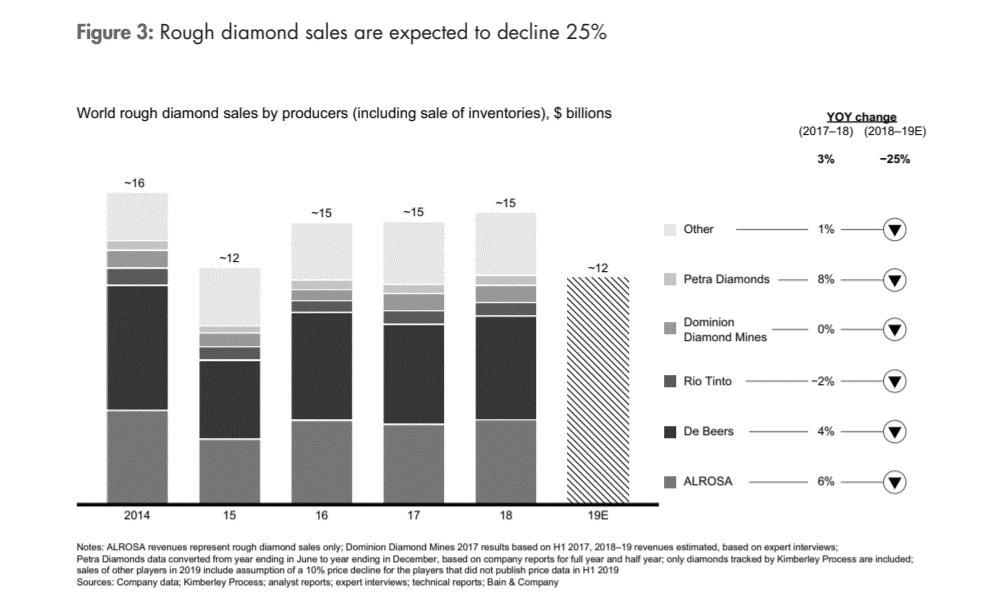 Figure 3: Rough diamond sales are expected to decline 25%
World rough diamond sales by producers (including sale of inventories), $ billions
YOY change
(2017–18) (2018–19E)
3% −25%
~16
~12
~15
~15
~15
~12
Other 1%
Petra Diamonds 8%
Dominion
Diamond Mines 0%
Rio Tinto −2%
De Beers 4%
ALROSA 6%
2014 15 16 17 18 19E
Notes: ALROSA revenues represent rough diamond sales only; Dominion Diamond Mines 2017 results based on H1 2017, 2018–19 revenues estimated, based on expert interviews;
Petra Diamonds data converted from year ending in June to year ending in December, based on company reports for full year and half year; only diamonds tracked by Kimberley Process are included;
sales of other players in 2019 include assumption of a 10% price decline for the players that did not publish price data in H1 2019
Sources: Company data; Kimberley Process; analyst reports; expert interviews; technical reports; Bain & Company